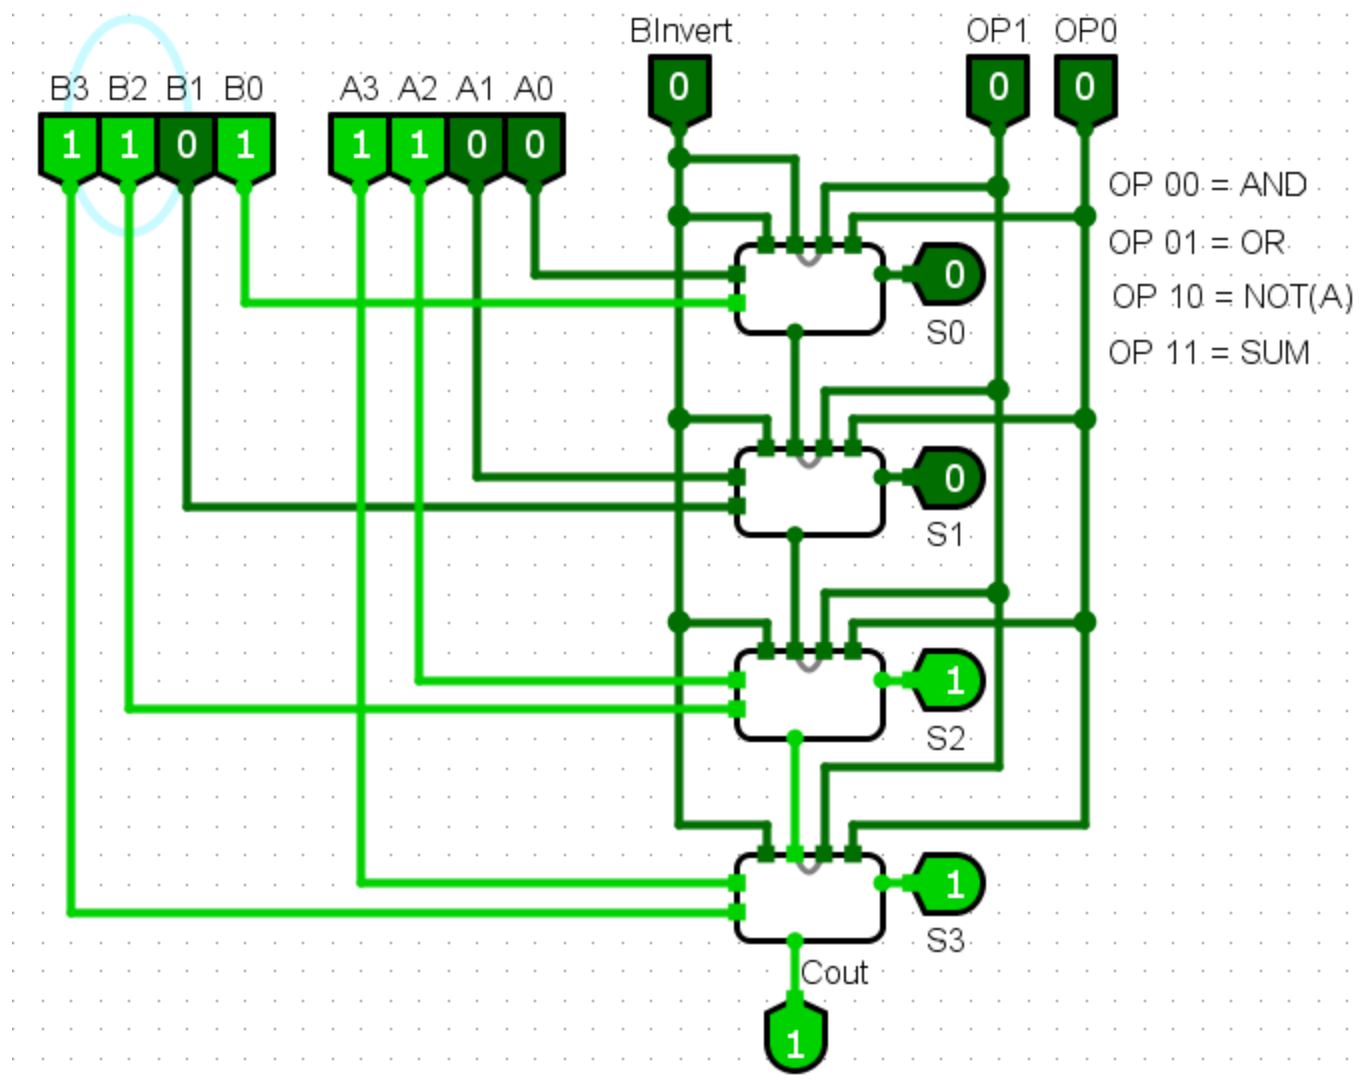 BInvert OP1 OP0
0 0 0
B3 B2 B1 B0 A3 A2 A1 A0
1 1 0 1 1 1 0 0
OP 00 = AND
OP 01 = OR
OP 10 = NOT(A)
OP 11 = SUM
0
S0
0
S1
1
S2
1
S3
Cout
1